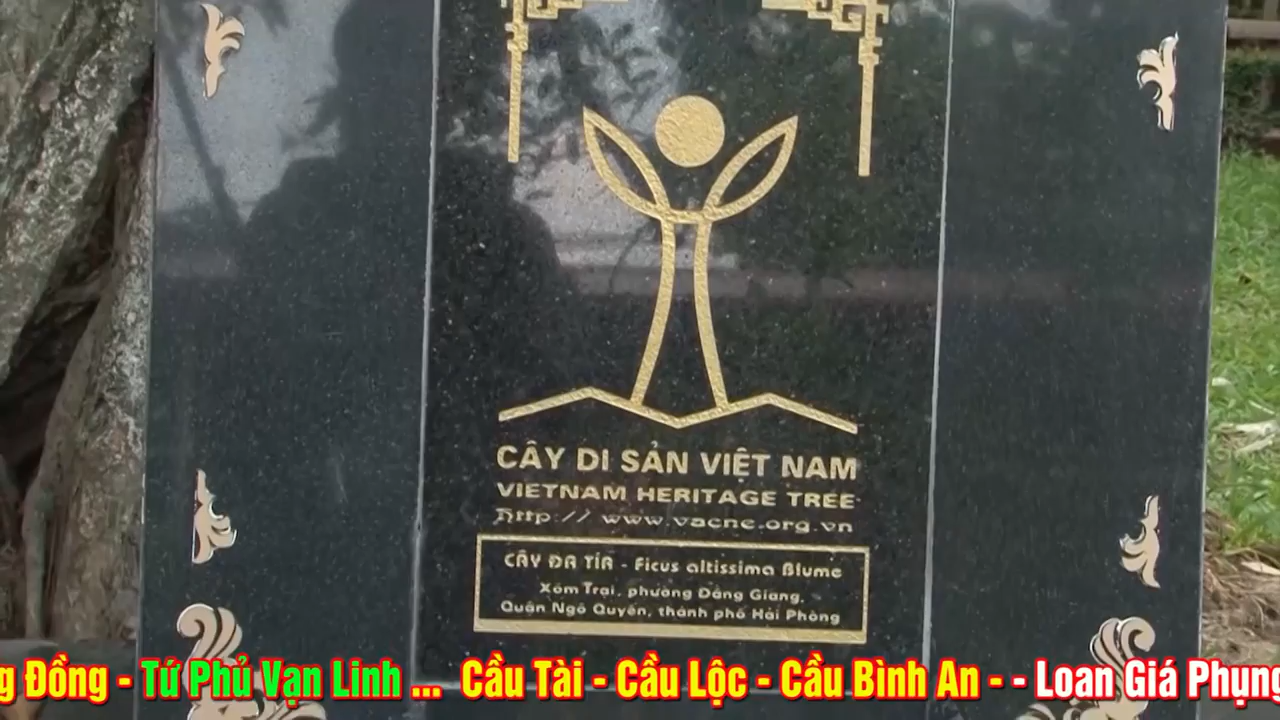 CÂY DI SẢN VIỆT NAM
VIETNAM HERITAGE TREE
http:// www.vacne.org.vn
CÂY ĐA TÍA - Ficus altissima Blume
Xóm Trại, phường Đằng Giang,
Quận Ngô Quyền, thành phố Hải Phòng
Đồng - Tứ Phủ Vạn Linh ... Cầu Tài - Cầu Lộc - Cầu Bình An - - Loan Giá Phụng